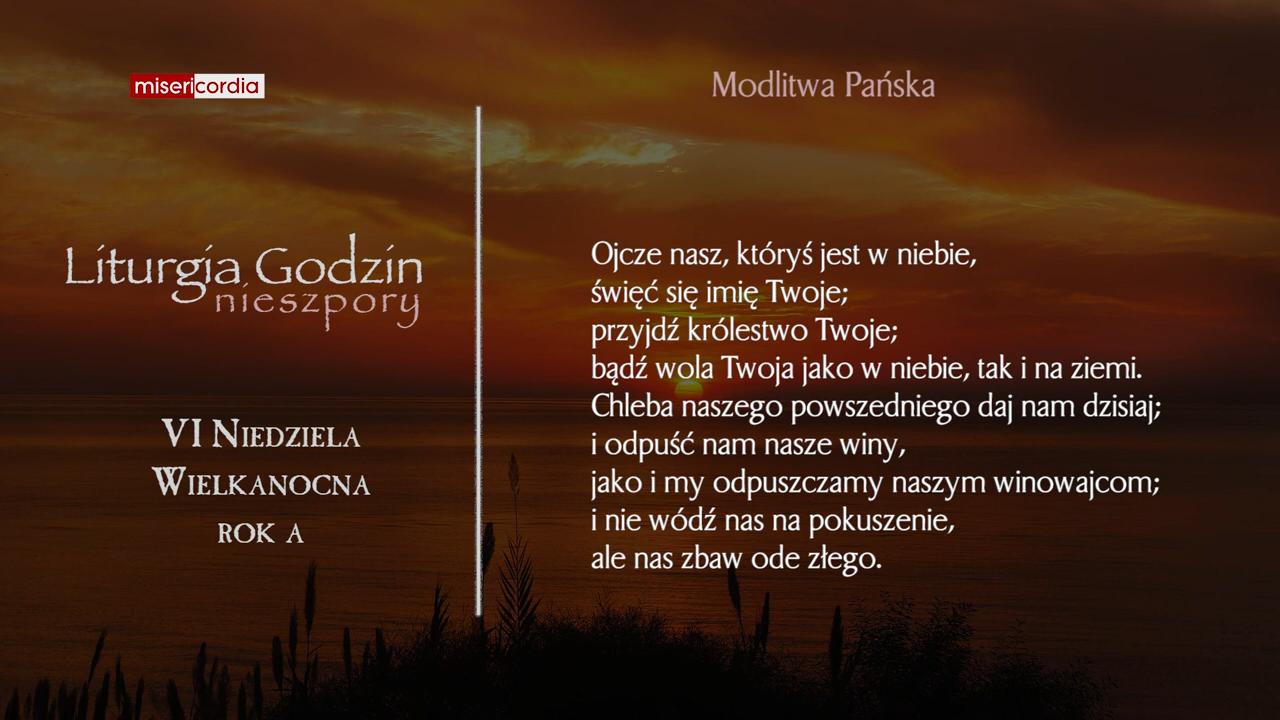 misericordia
Liturgia Godzin
nieszpory
VI Niedziela
Wielkanocna
rok A
Modlitwa Pańska
Ojcze nasz, któryś jest w niebie,
święć się imię Twoje;
przyjdź królestwo Twoje;
bądź wola Twoja jako w niebie, tak i na ziemi.
Chleba naszego powszedniego daj nam dzisiaj;
i odpuść nam nasze winy,
jako i my odpuszczamy naszym winowajcom;
i nie wódź nas na pokuszenie,
ale nas zbaw ode złego.